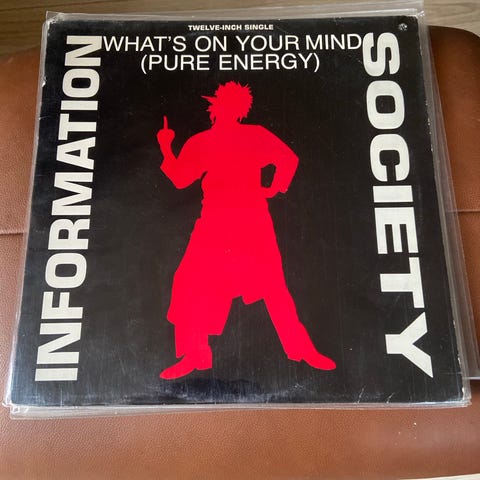 TWELVE-INCH SINGLE
WHAT'S ON YOUR MIND
(PURE ENERGY)
INFORMATION
SOCIETY